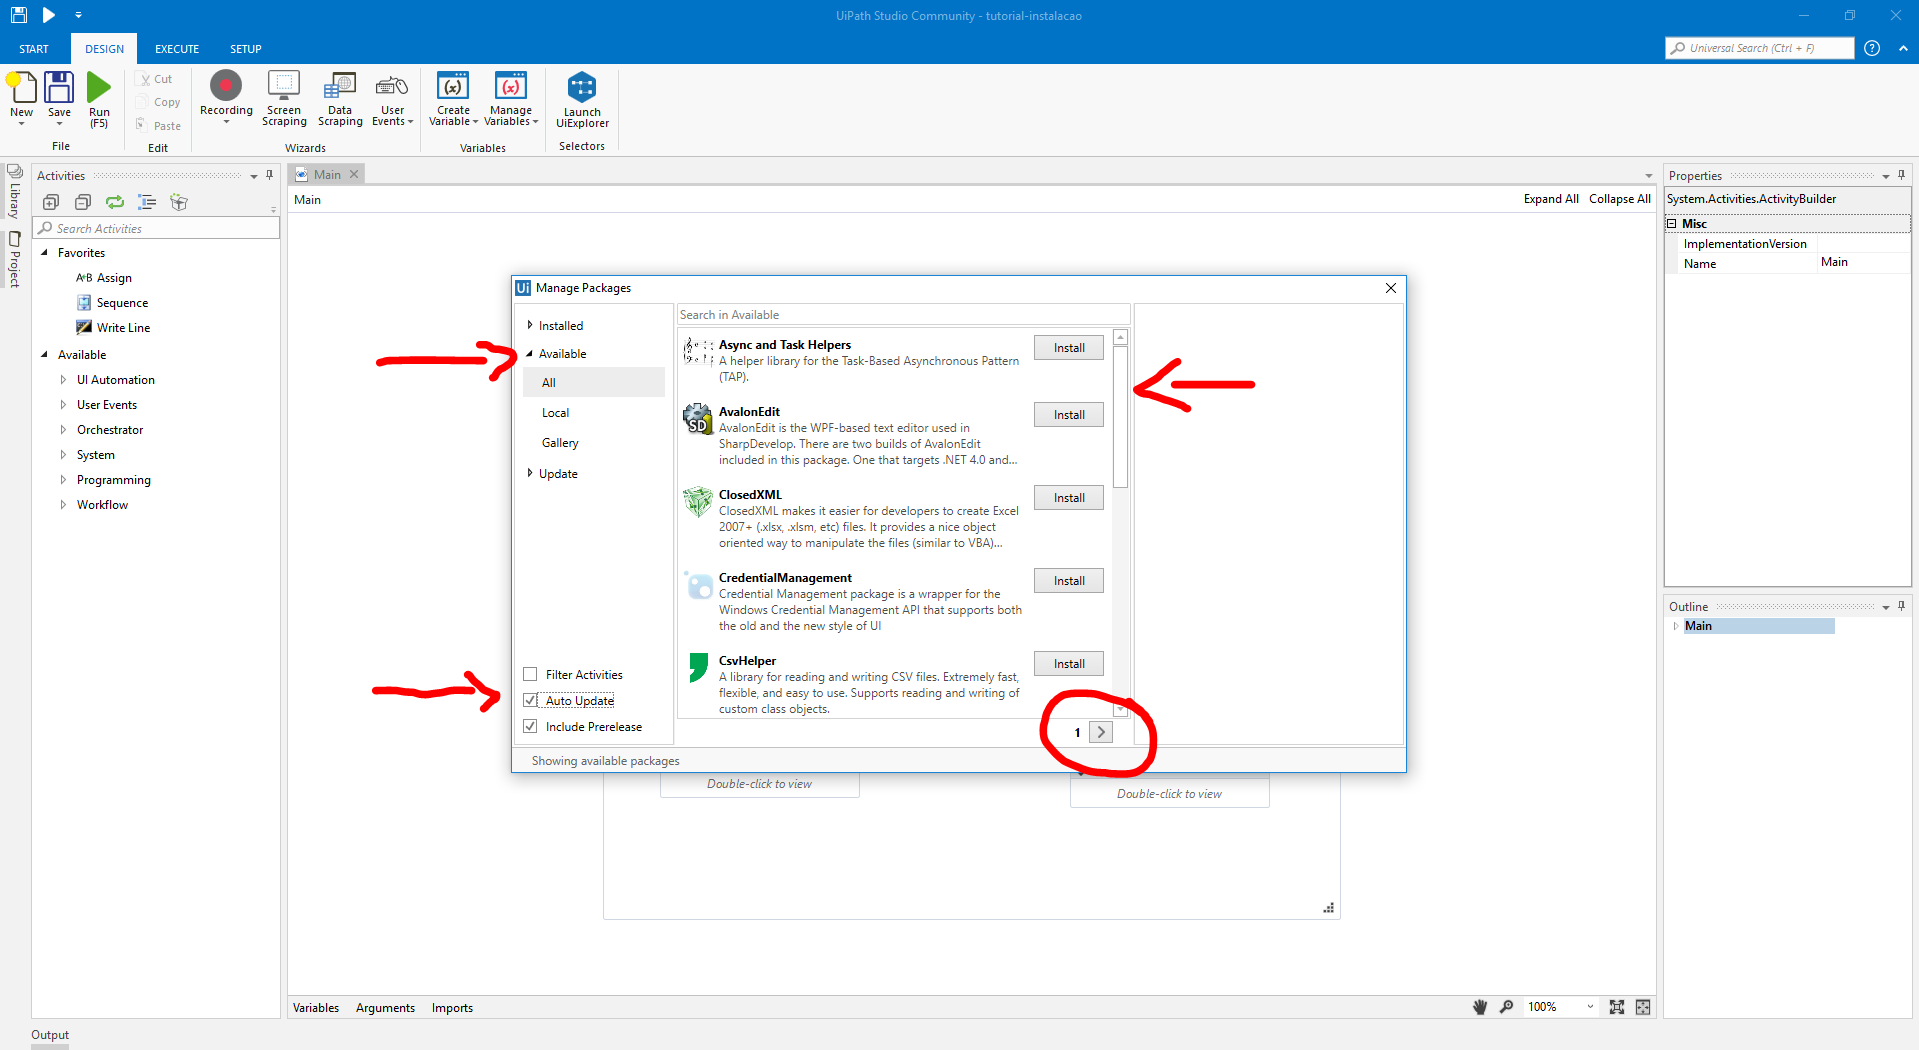 UiPath Studio Community - tutorial-instalacao
START DESIGN EXECUTE SETUP
Universal Search (Ctrl + F)
New
Save
Run
(F5)
File
Cut
Copy
Paste
Edit
Recording
Screen
Scraping
Data
Scraping
User
Events
Wizards
Create
Variable
Manage
Variables
Variables
Launch
UiExplorer
Selectors
Library
Project
Activities
Search Activities
Favorites
A+B Assign
Sequence
Write Line
Available
UI Automation
User Events
Orchestrator
System
Programming
Workflow
Main
Main
Expand All Collapse All
Ui Manage Packages
Installed
Available
All
Local
Gallery
Update
Filter Activities
Auto Update
Include Prerelease
Search in Available
Async and Task Helpers
A helper library for the Task-Based Asynchronous Pattern
(TAP).
Install
AvalonEdit
AvalonEdit is the WPF-based text editor used in
SharpDevelop. There are two builds of AvalonEdit
included in this package. One that targets .NET 4.0 and...
Install
SD
ClosedXML
ClosedXML makes it easier for developers to create Excel
2007+ (.xlsx, .xlsm, etc) files. It provides a nice object
oriented way to manipulate the files (similar to VBA)...
Install
CredentialManagement
Credential Management package is a wrapper for the
Windows Credential Management API that supports both
the old and the new style of UI
Install
CsvHelper
A library for reading and writing CSV files. Extremely fast,
flexible, and easy to use. Supports reading and writing of
custom class objects.
Install
1
Showing available packages
Double-click to view
Double-click to view
Properties
System.Activities.ActivityBuilder
Misc
ImplementationVersion
Name Main
Outline
Main
Variables Arguments Imports
100%
Output